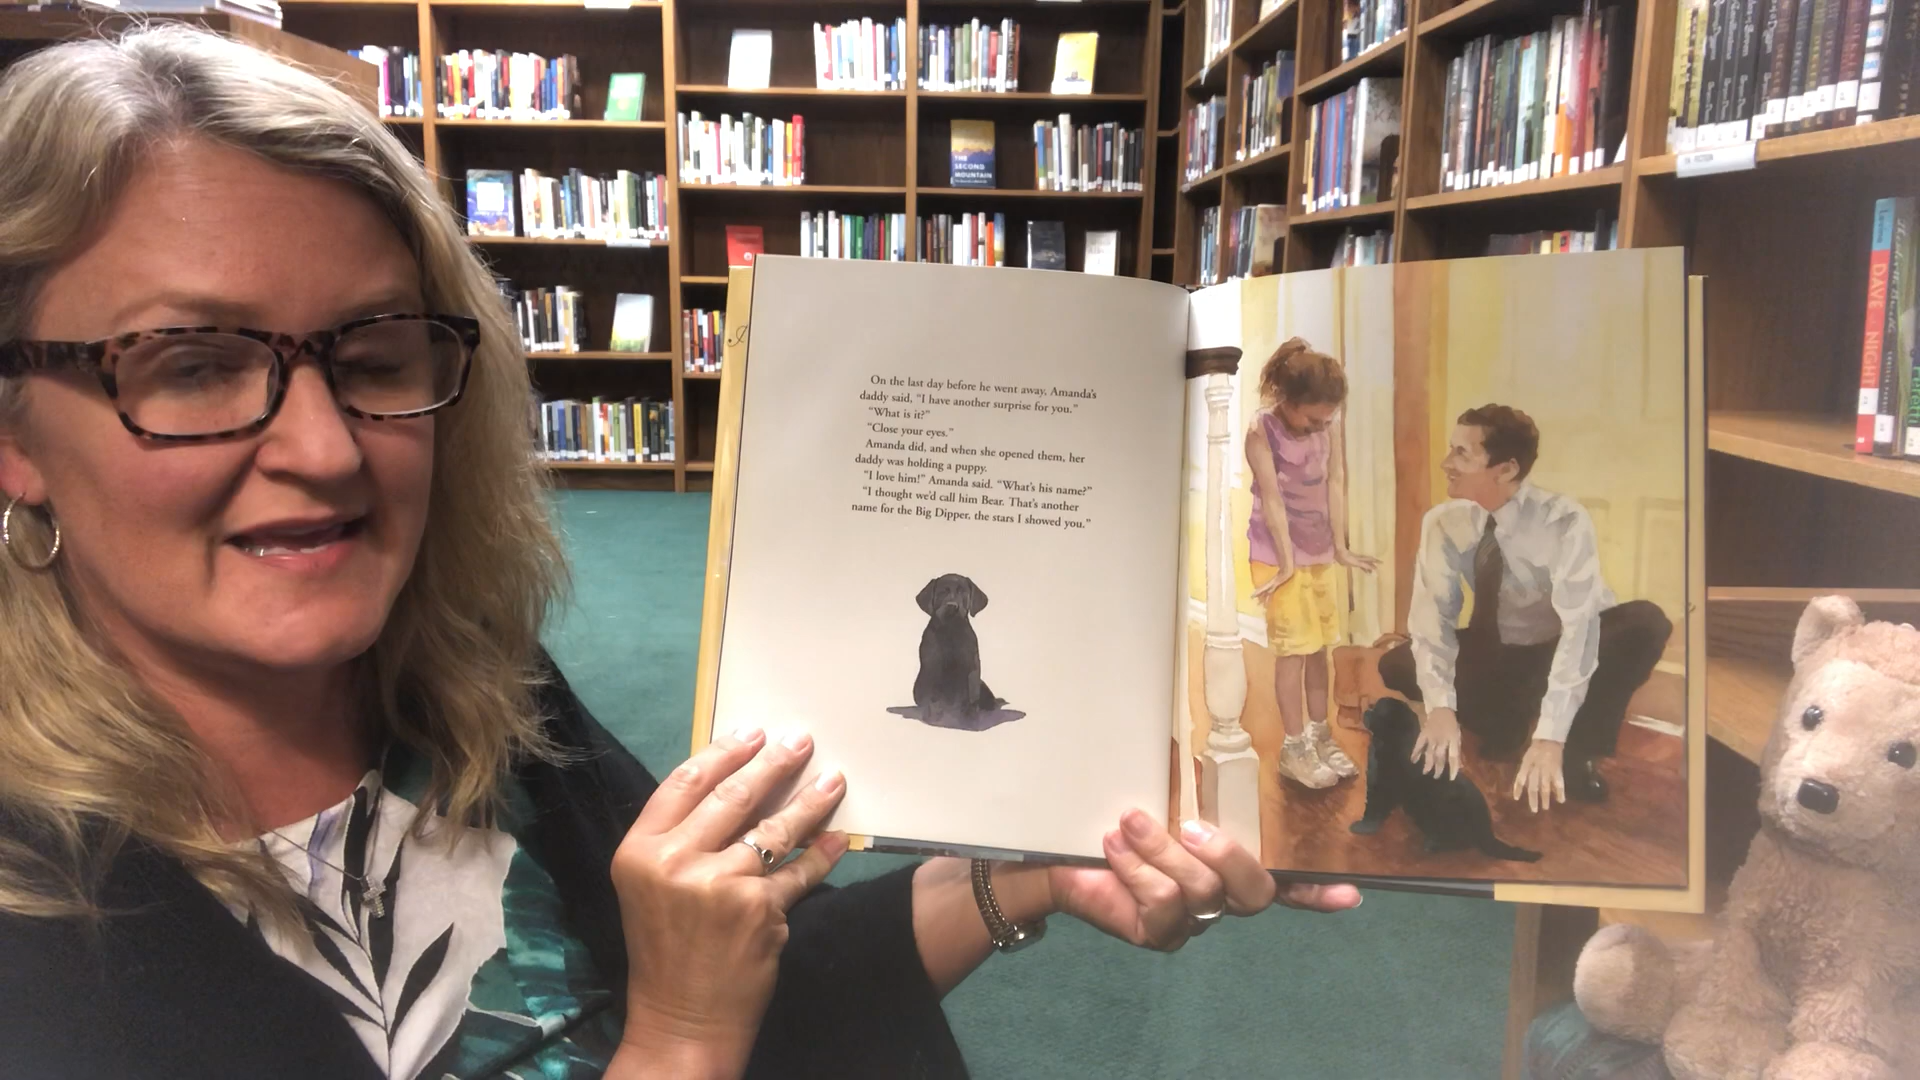 On the last day before he went away, Amanda's
daddy said, "I have another surprise for you."
"What is it?"
"Close your eyes."
Amanda did, and when she opened them, her
daddy was holding a puppy.
"I love him!" Amanda said. "What's his name?"
"I thought we'd call him Bear. That's another
name for the Big Dipper, the stars I showed you."
THE
SECOND
MOUNTAIN
DAVE
NIGHT